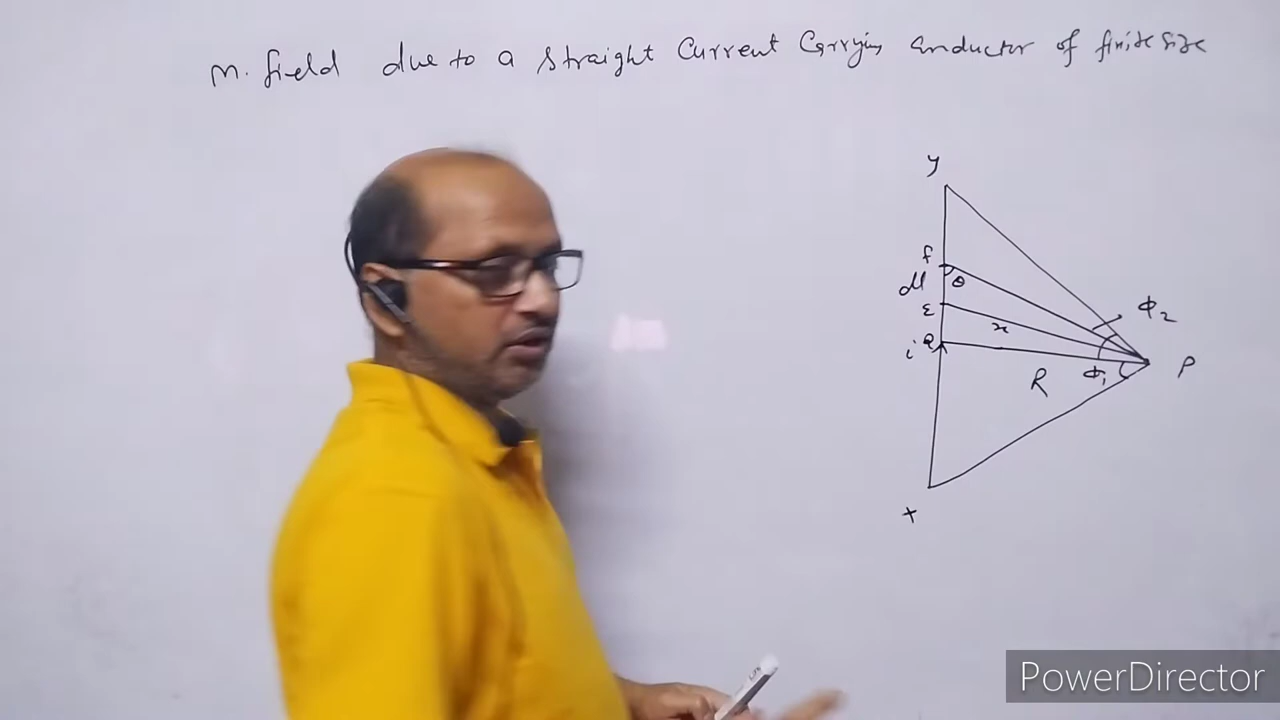 m. field due to a straight Current Carrying Conductor of finite size
y
f
dl θ
ε
x
i Q
R
Φ₁
Φ₂
P
x
PowerDirector